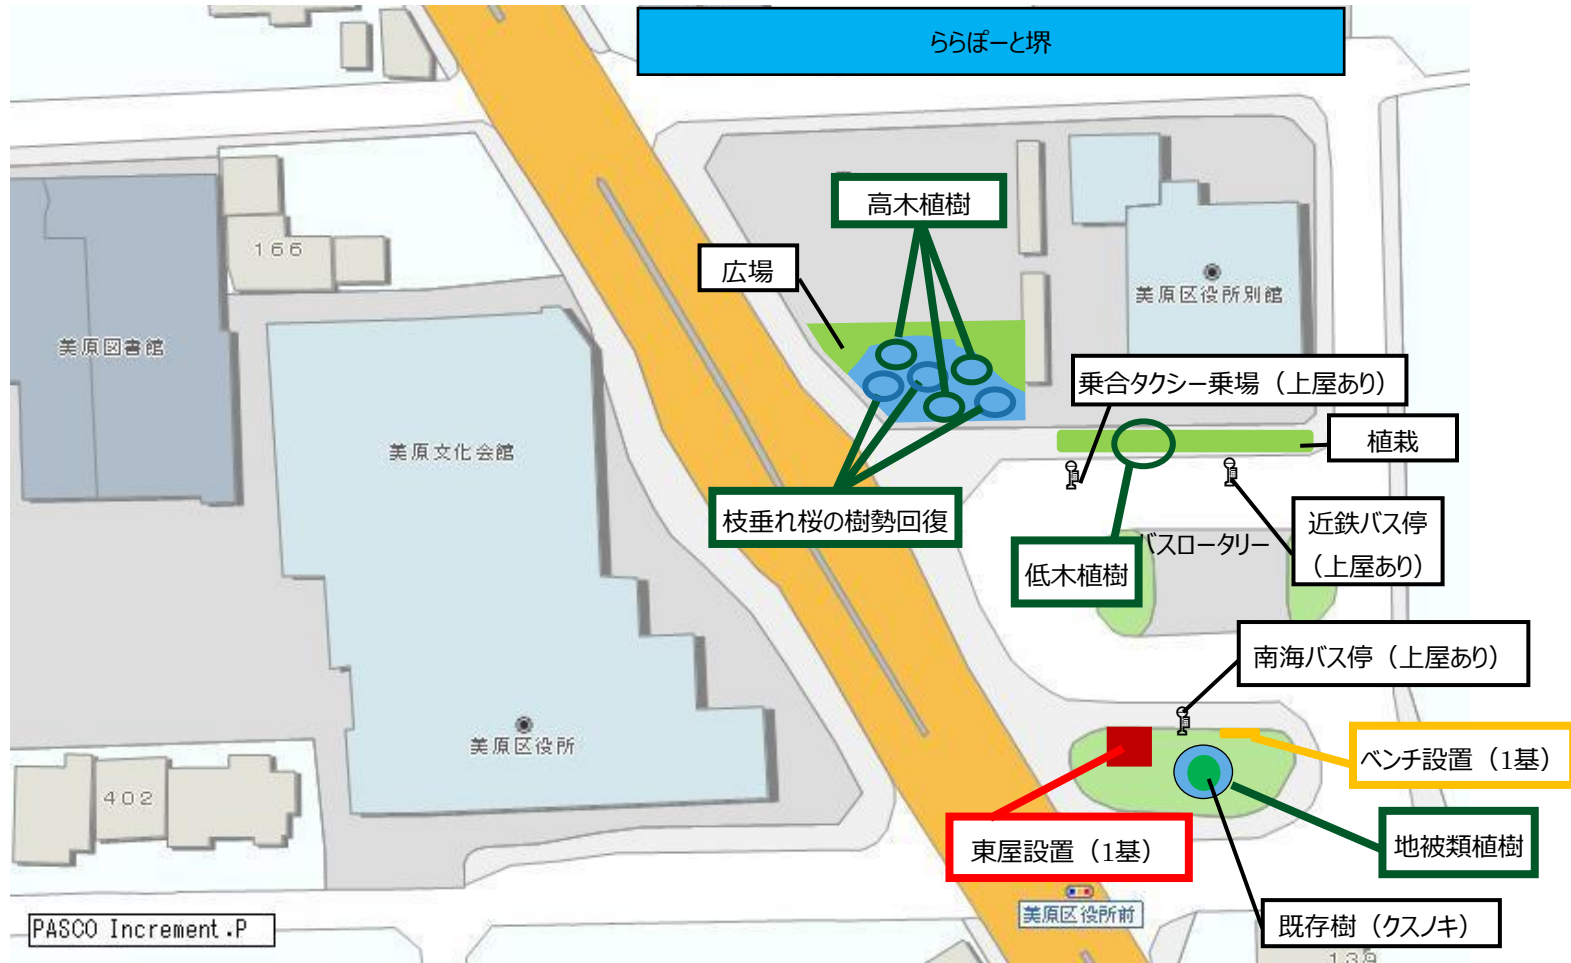 ららぽーと堺
高木植樹
166
広場
美原区役所別館
美原図書館
乗合タクシー乗場（上屋あり）
美原文化会館
植栽
枝垂れ桜の樹勢回復
近鉄バス停
（上屋あり）
バスロータリー
低木植樹
南海バス停（上屋あり）
美原区役所
ベンチ設置（1基）
402
東屋設置（1基）
地被類植樹
美原区役所前
既存樹（クスノキ）
PASCO Increment.P
139